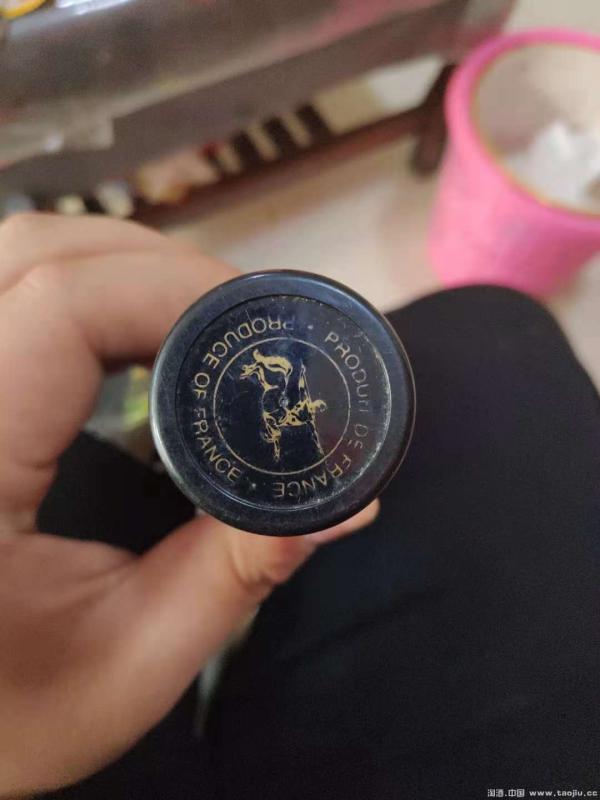 PRODUCE OF FRANCE · PRODUIT DE FRANCE ·
淘酒.中国 www.taojiu.cc